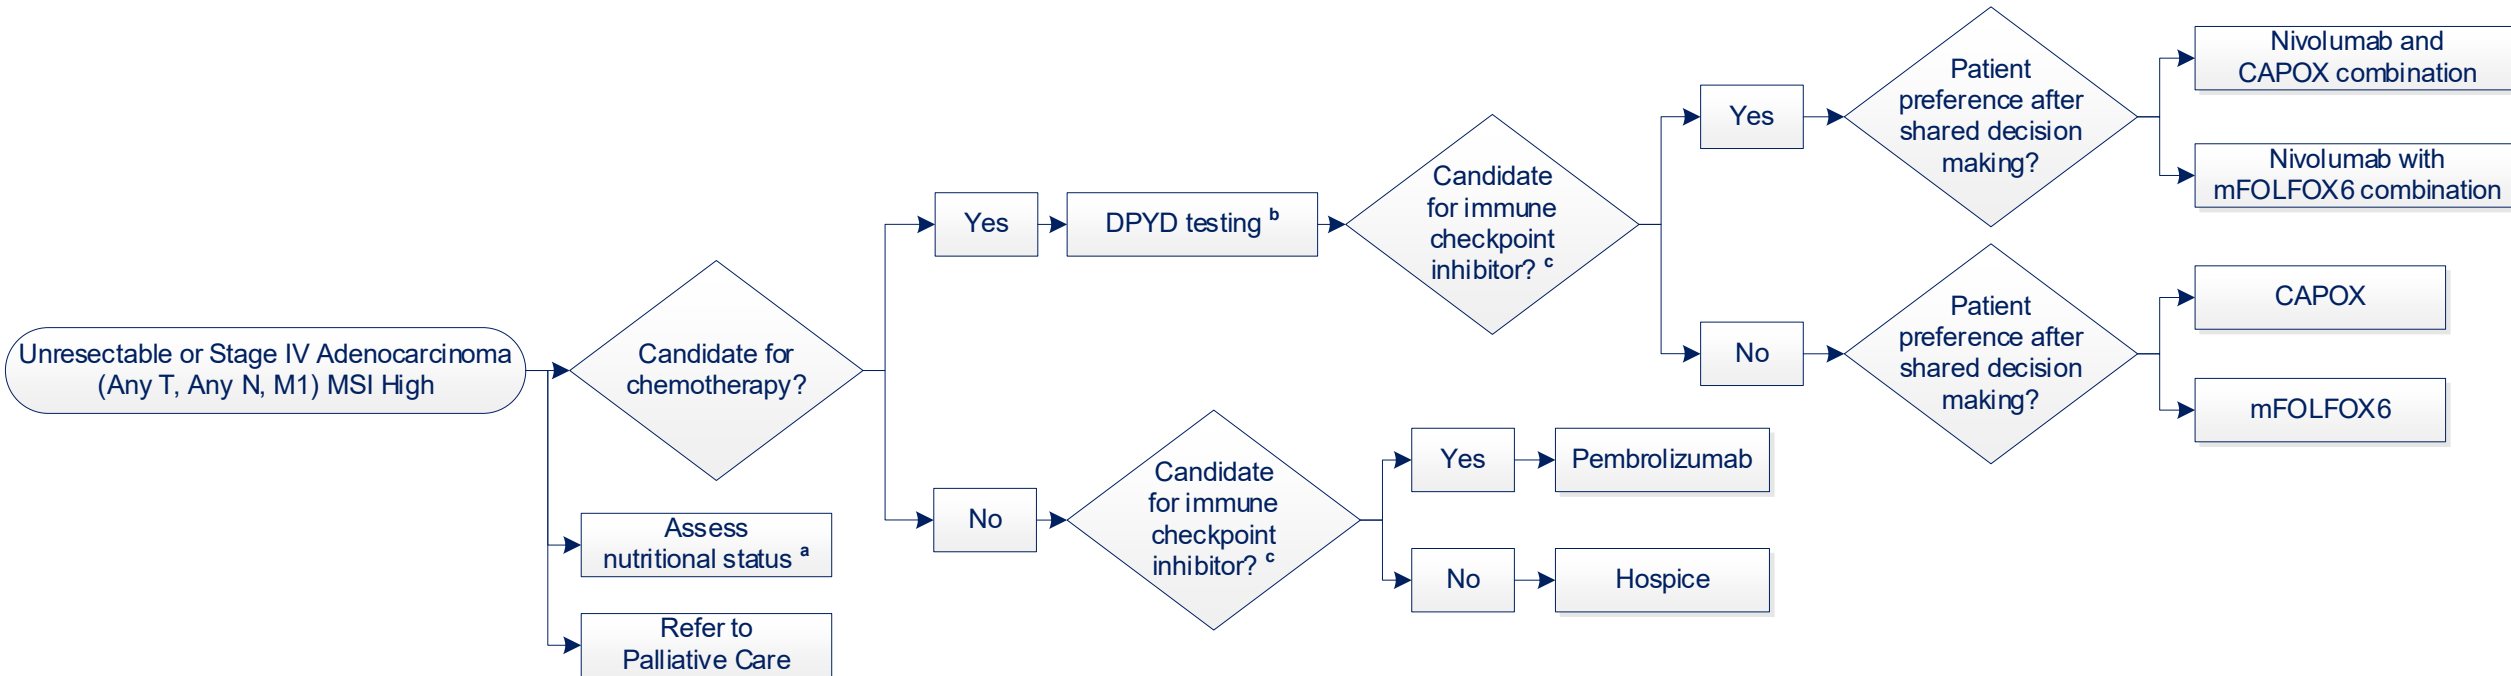 Unresectable or Stage IV Adenocarcinoma
(Any T, Any N, M1) MSI High
Candidate for
chemotherapy?
Assess
nutritional status a
Refer to
Palliative Care
Yes
DPYD testing b
Candidate
for immune
checkpoint
inhibitor? c
Yes
Patient
preference after
shared decision
making?
Nivolumab and
CAPOX combination
Nivolumab with
mFOLFOX6 combination
No
Patient
preference after
shared decision
making?
CAPOX
mFOLFOX6
No
Candidate
for immune
checkpoint
inhibitor? c
Yes
Pembrolizumab
No
Hospice